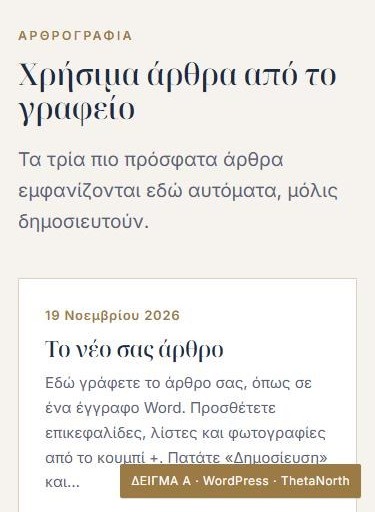 ΑΡΘΡΟΓΡΑΦΙΑ
Χρήσιμα άρθρα από το
γραφείο
Τα τρία πιο πρόσφατα άρθρα
εμφανίζονται εδώ αυτόματα, μόλις
δημοσιευτούν.
19 Νοεμβρίου 2026
Το νέο σας άρθρο
Εδώ γράφετε το άρθρο σας, όπως σε
ένα έγγραφο Word. Προσθέτετε
επικεφαλίδες, λίστες και φωτογραφίες
από το κουμπί +. Πατάτε «Δημοσίευση»
και...
ΔΕΙΓΜΑ Α · WordPress · ThetaNorth